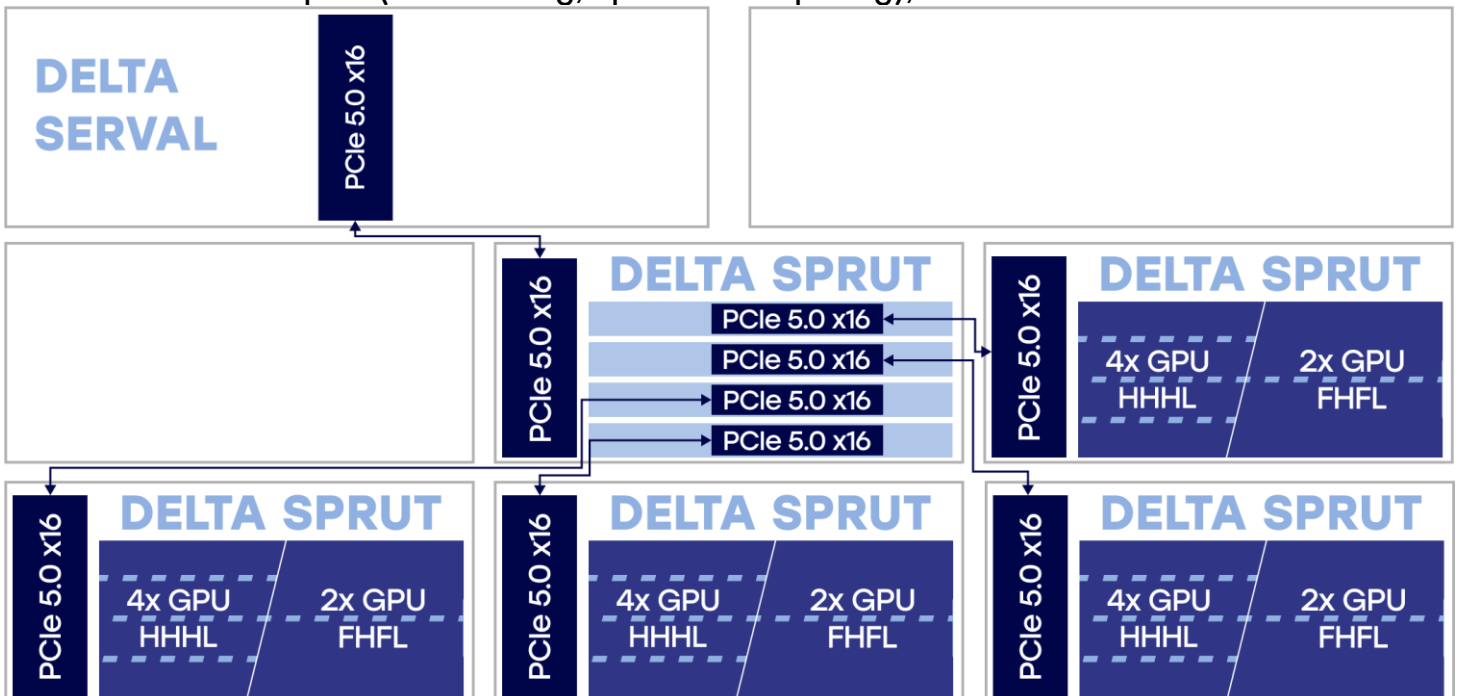 DELTA
SERVAL
PCIe 5.0 x16
PCIe 5.0 x16
DELTA SPRUT
PCIe 5.0 x16
PCIe 5.0 x16
PCIe 5.0 x16
PCIe 5.0 x16
PCIe 5.0 x16
DELTA SPRUT
4x GPU
HHHL
2x GPU
FHFL
PCIe 5.0 x16
DELTA SPRUT
4x GPU
HHHL
2x GPU
FHFL
PCIe 5.0 x16
DELTA SPRUT
4x GPU
HHHL
2x GPU
FHFL
PCIe 5.0 x16
DELTA SPRUT
4x GPU
HHHL
2x GPU
FHFL